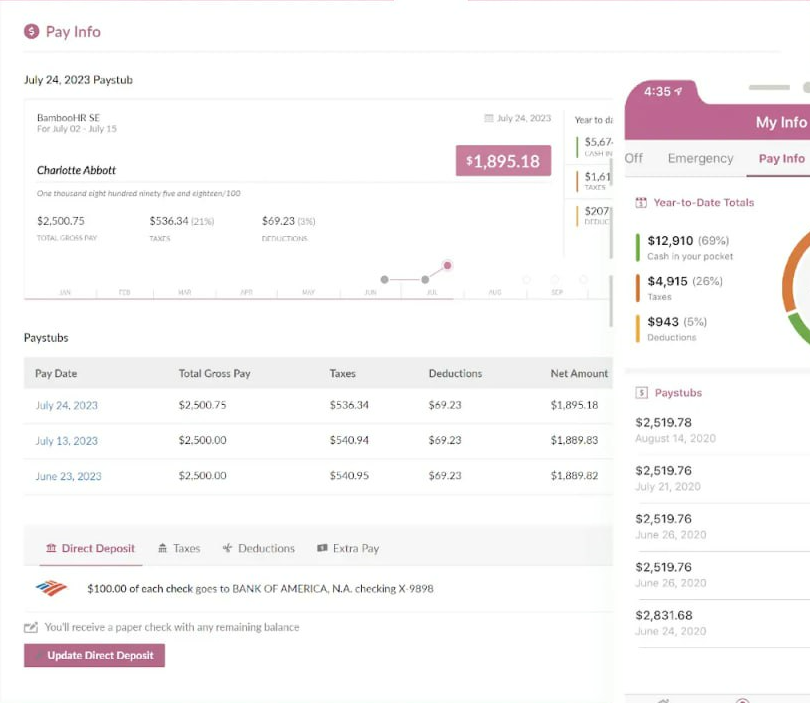 Pay Info
July 24, 2023 Paystub
BambooHR SE
For July 02 - July 15
July 24, 2023
Charlotte Abbott
$1,895.18
One thousand eight hundred ninety five and eighteen/100
$2,500.75
TOTAL GROSS PAY
$536.34 (21%)
TAXES
$69.23 (3%)
DEDUCTIONS
Year to da
$5,67
CASH IN
$1,61
TAXES
$207
DEDUC
JAN FEB MAR APR MAY JUN JUL AUG SEP
Paystubs
Pay Date Total Gross Pay Taxes Deductions Net Amount
July 24, 2023 $2,500.75 $536.34 $69.23 $1,895.18
July 13, 2023 $2,500.00 $540.94 $69.23 $1,889.83
June 23, 2023 $2,500.00 $540.95 $69.23 $1,889.82
Direct Deposit Taxes Deductions Extra Pay
$100.00 of each check goes to BANK OF AMERICA, N.A. checking X-9898
You'll receive a paper check with any remaining balance
Update Direct Deposit
4:35
My Info
Off Emergency Pay Info
Year-to-Date Totals
$12,910 (69%)
Cash in your pocket
$4,915 (26%)
Taxes
$943 (5%)
Deductions
Paystubs
$2,519.78
August 14, 2020
$2,519.76
July 21, 2020
$2,519.76
June 26, 2020
$2,519.76
June 26, 2020
$2,831.68
June 24, 2020